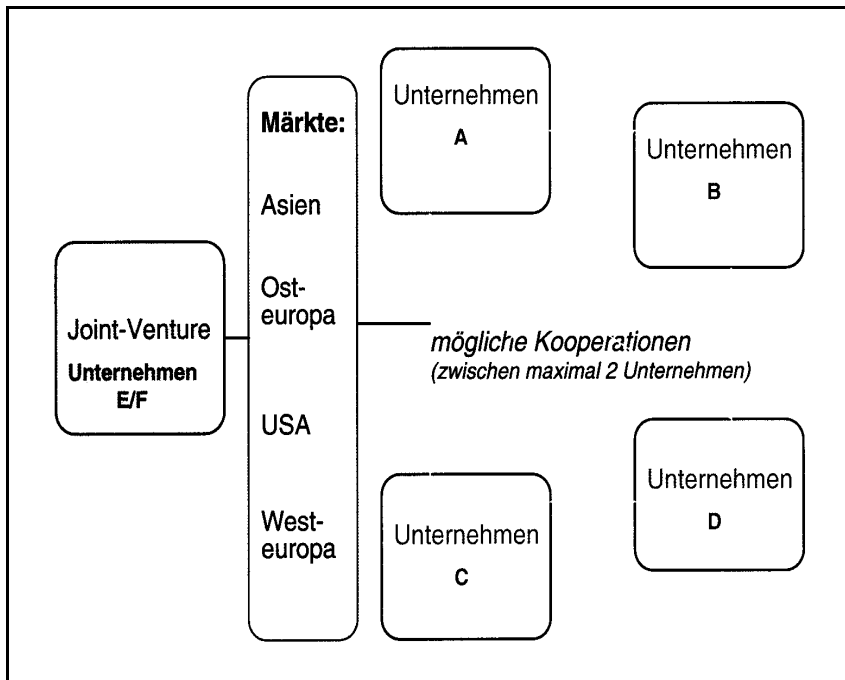 Joint-Venture
Unternehmen
E/F
Märkte:
Asien
Ost-
europa
USA
West-
europa
Unternehmen
A
Unternehmen
B
mögliche Kooperationen
(zwischen maximal 2 Unternehmen)
Unternehmen
C
Unternehmen
D